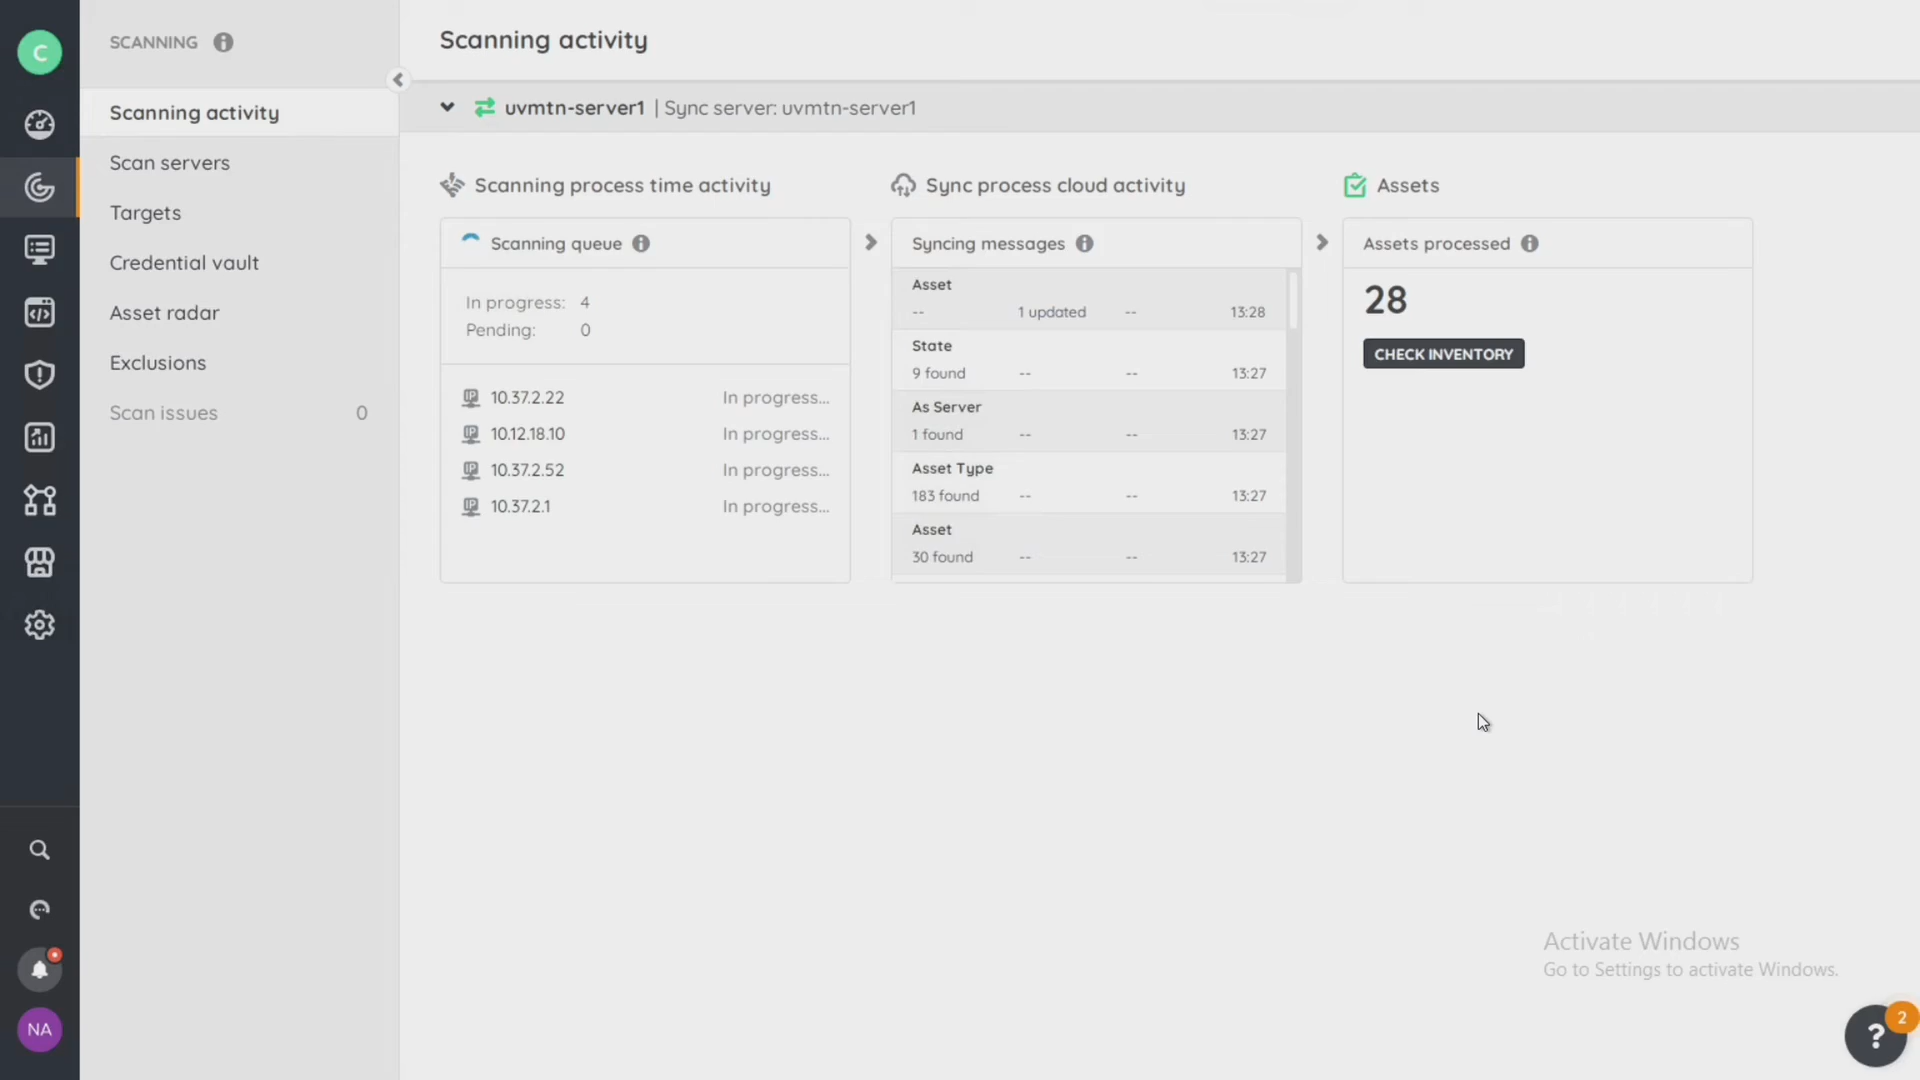 C
SCANNING
Scanning activity
Scan servers
Targets
Credential vault
Asset radar
Exclusions
Scan issues 0
NA
Scanning activity
uvmtn-server1 | Sync server: uvmtn-server1
Scanning process time activity
Scanning queue
In progress: 4
Pending: 0
IP 10.37.2.22 In progress...
IP 10.12.18.10 In progress...
IP 10.37.2.52 In progress...
IP 10.37.2.1 In progress...
Sync process cloud activity
Syncing messages
Asset
-- 1 updated -- 13:28
State
9 found -- -- 13:27
As Server
1 found -- -- 13:27
Asset Type
183 found -- -- 13:27
Asset
30 found -- -- 13:27
Assets
Assets processed
28
CHECK INVENTORY
Activate Windows
Go to Settings to activate Windows.
? 2